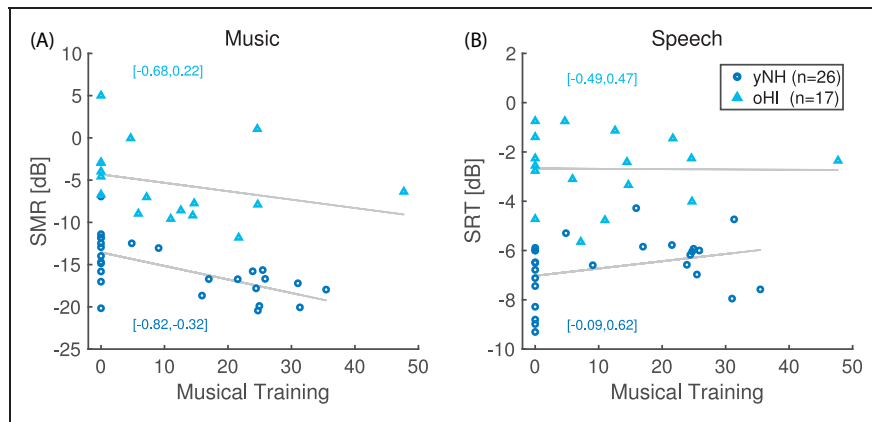 (A)
Music
[-0.68,0.22]
[-0.82,-0.32]
SMR [dB]
10
5
0
-5
-10
-15
-20
-25
0 10 20 30 40 50
Musical Training
(B)
Speech
[-0.49,0.47]
yNH (n=26)
oHI (n=17)
[-0.09,0.62]
SRT [dB]
2
0
-2
-4
-6
-8
-10
0 10 20 30 40 50
Musical Training